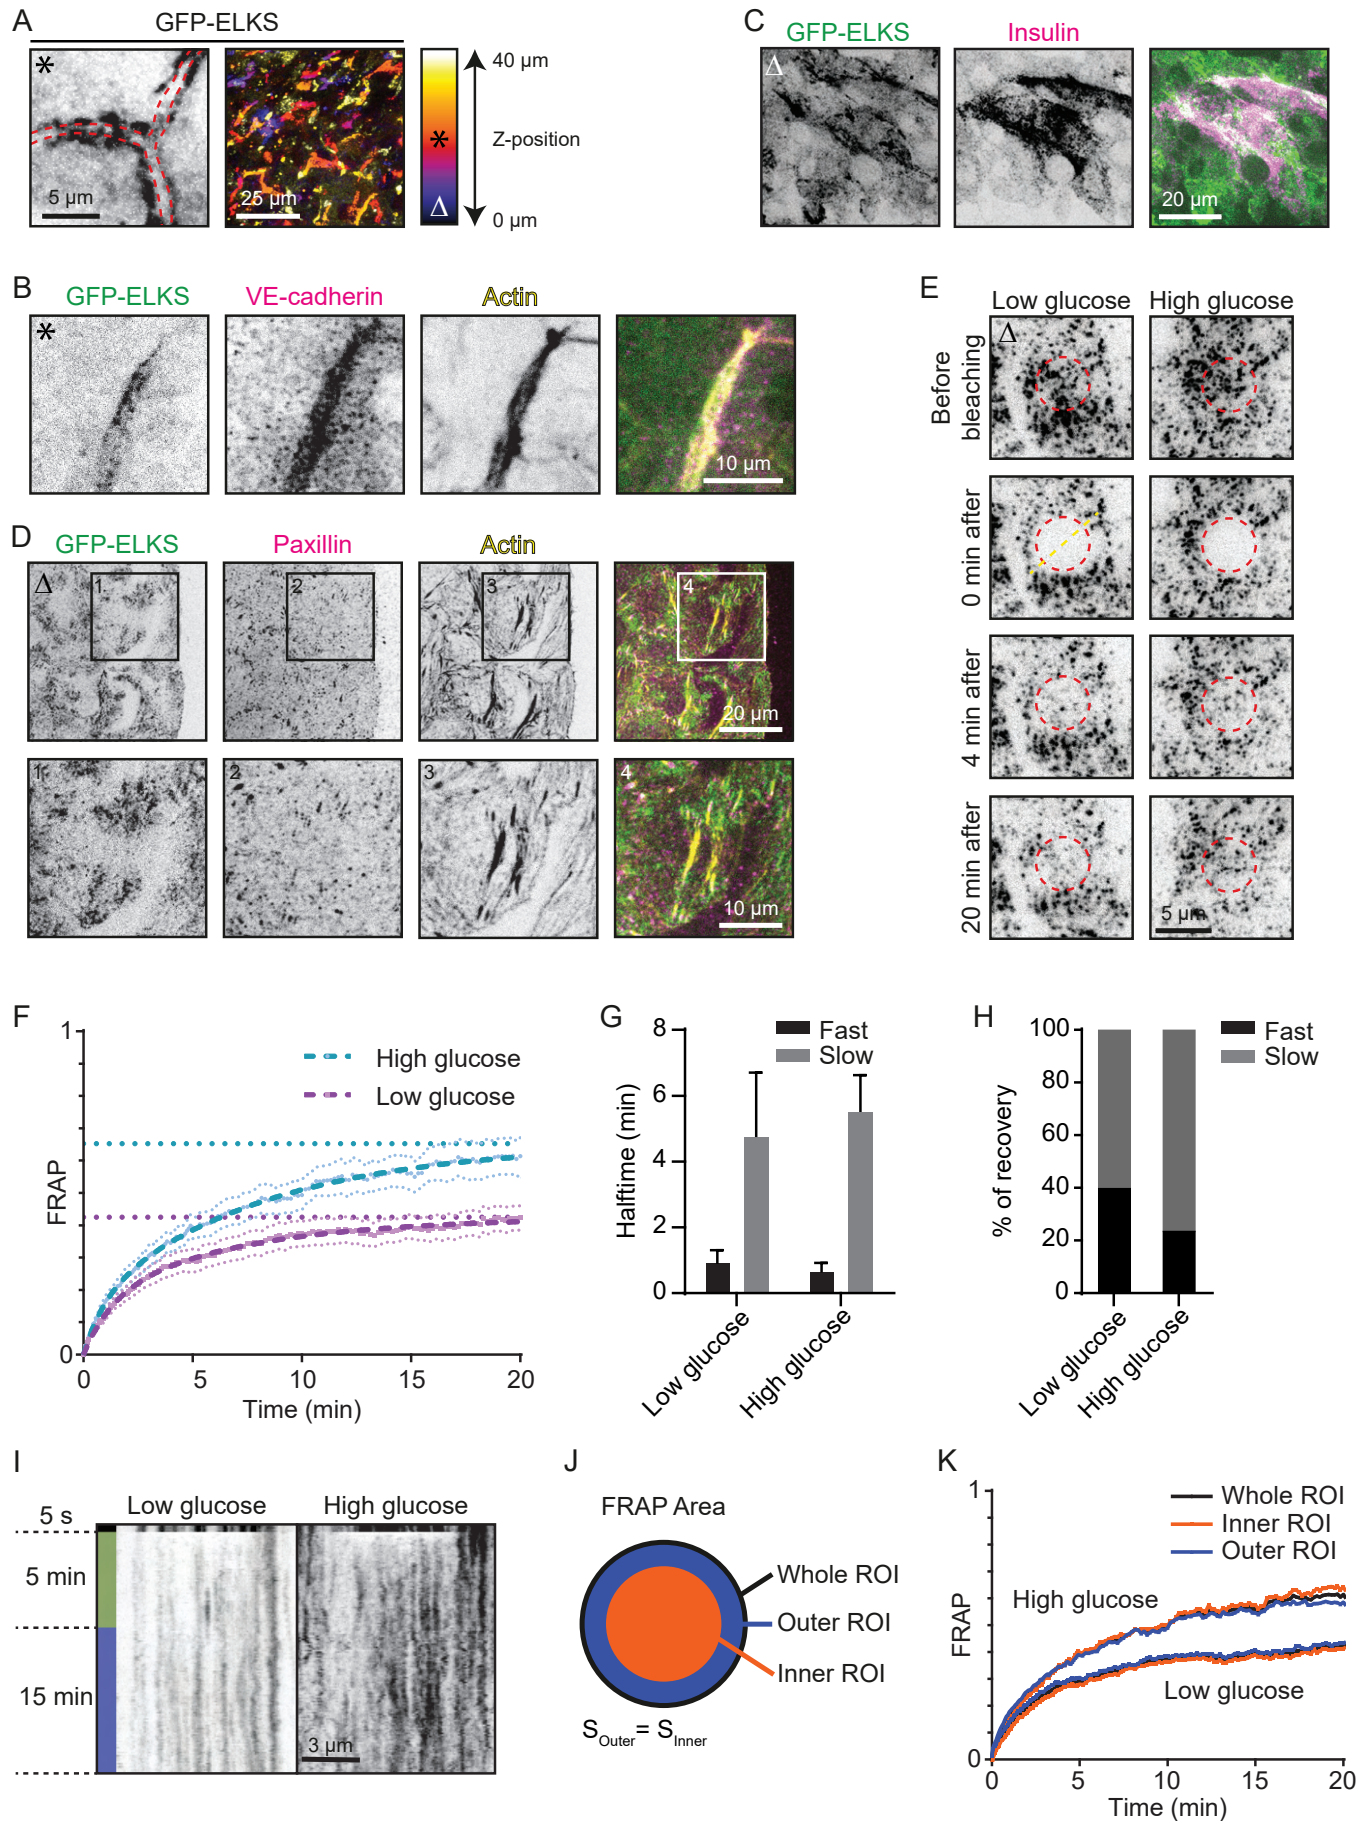 A
GFP-ELKS
*
5 µm
25 µm
40 µm
*
Z-position
Δ
0 µm
C
GFP-ELKS Insulin
Δ
20 µm
B
GFP-ELKS VE-cadherin Actin
*
10 µm
D
GFP-ELKS Paxillin Actin
Δ
1 2 3 4
20 µm
1 2 3 4
10 µm
E
Low glucose High glucose
Δ
Before
bleaching
0 min after
4 min after
20 min after
5 µm
F
1
High glucose
Low glucose
FRAP
0
0 5 10 15 20
Time (min)
G
8
6
4
2
0
Halftime (min)
Fast
Slow
Low glucose
High glucose
H
100
80
60
40
20
0
% of recovery
Fast
Slow
Low glucose
High glucose
I
Low glucose High glucose
5 s
5 min
15 min
3 µm
J
FRAP Area
Whole ROI
Outer ROI
Inner ROI
S_Outer = S_Inner
K
1
Whole ROI
Inner ROI
Outer ROI
High glucose
Low glucose
FRAP
0
0 5 10 15 20
Time (min)